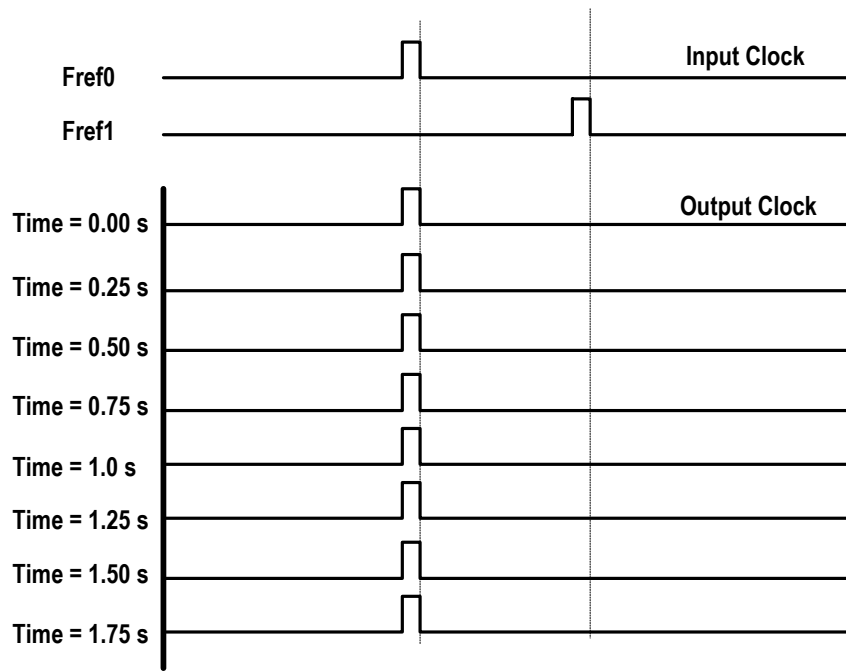 Input Clock
Fref0
Fref1
Output Clock
Time = 0.00 s
Time = 0.25 s
Time = 0.50 s
Time = 0.75 s
Time = 1.0 s
Time = 1.25 s
Time = 1.50 s
Time = 1.75 s